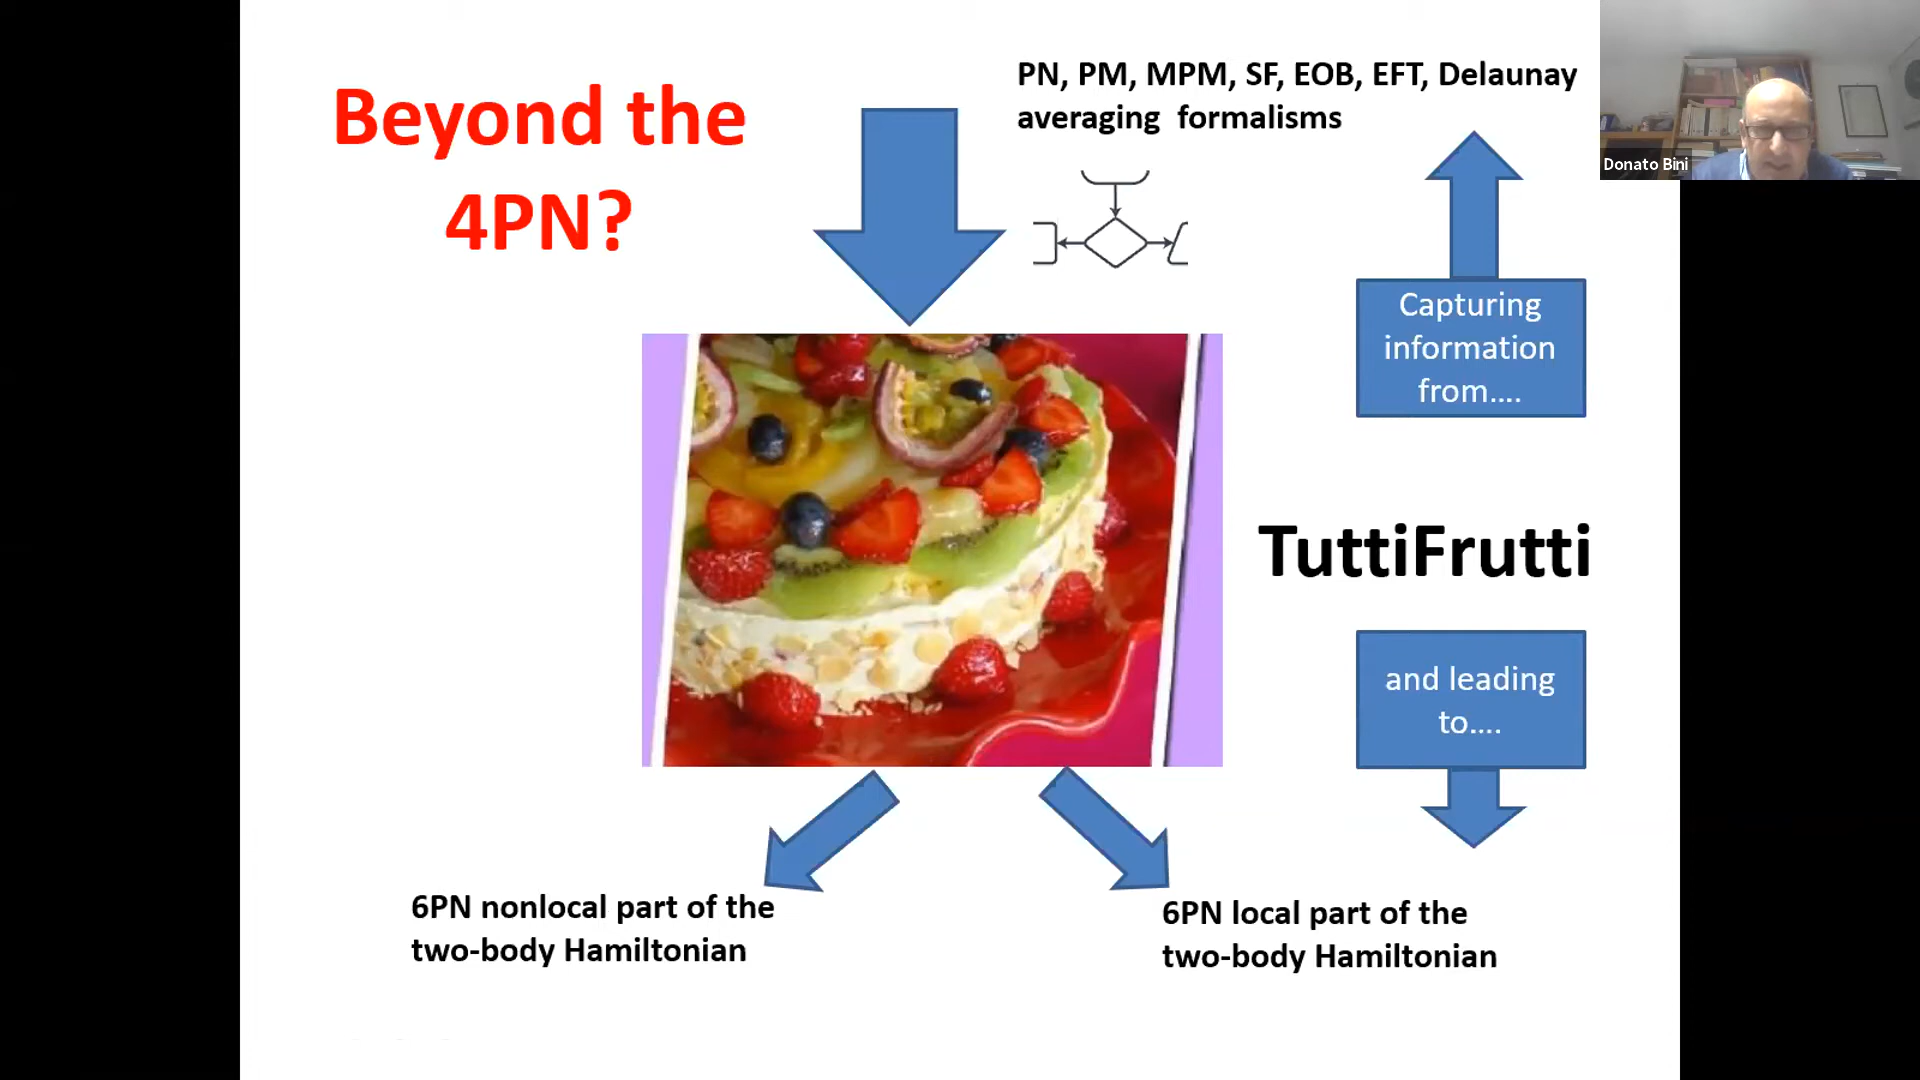 Beyond the
4PN?
PN, PM, MPM, SF, EOB, EFT, Delaunay
averaging formalisms
Donato Bini
Capturing
information
from....
TuttiFrutti
and leading
to....
6PN nonlocal part of the
two-body Hamiltonian
6PN local part of the
two-body Hamiltonian